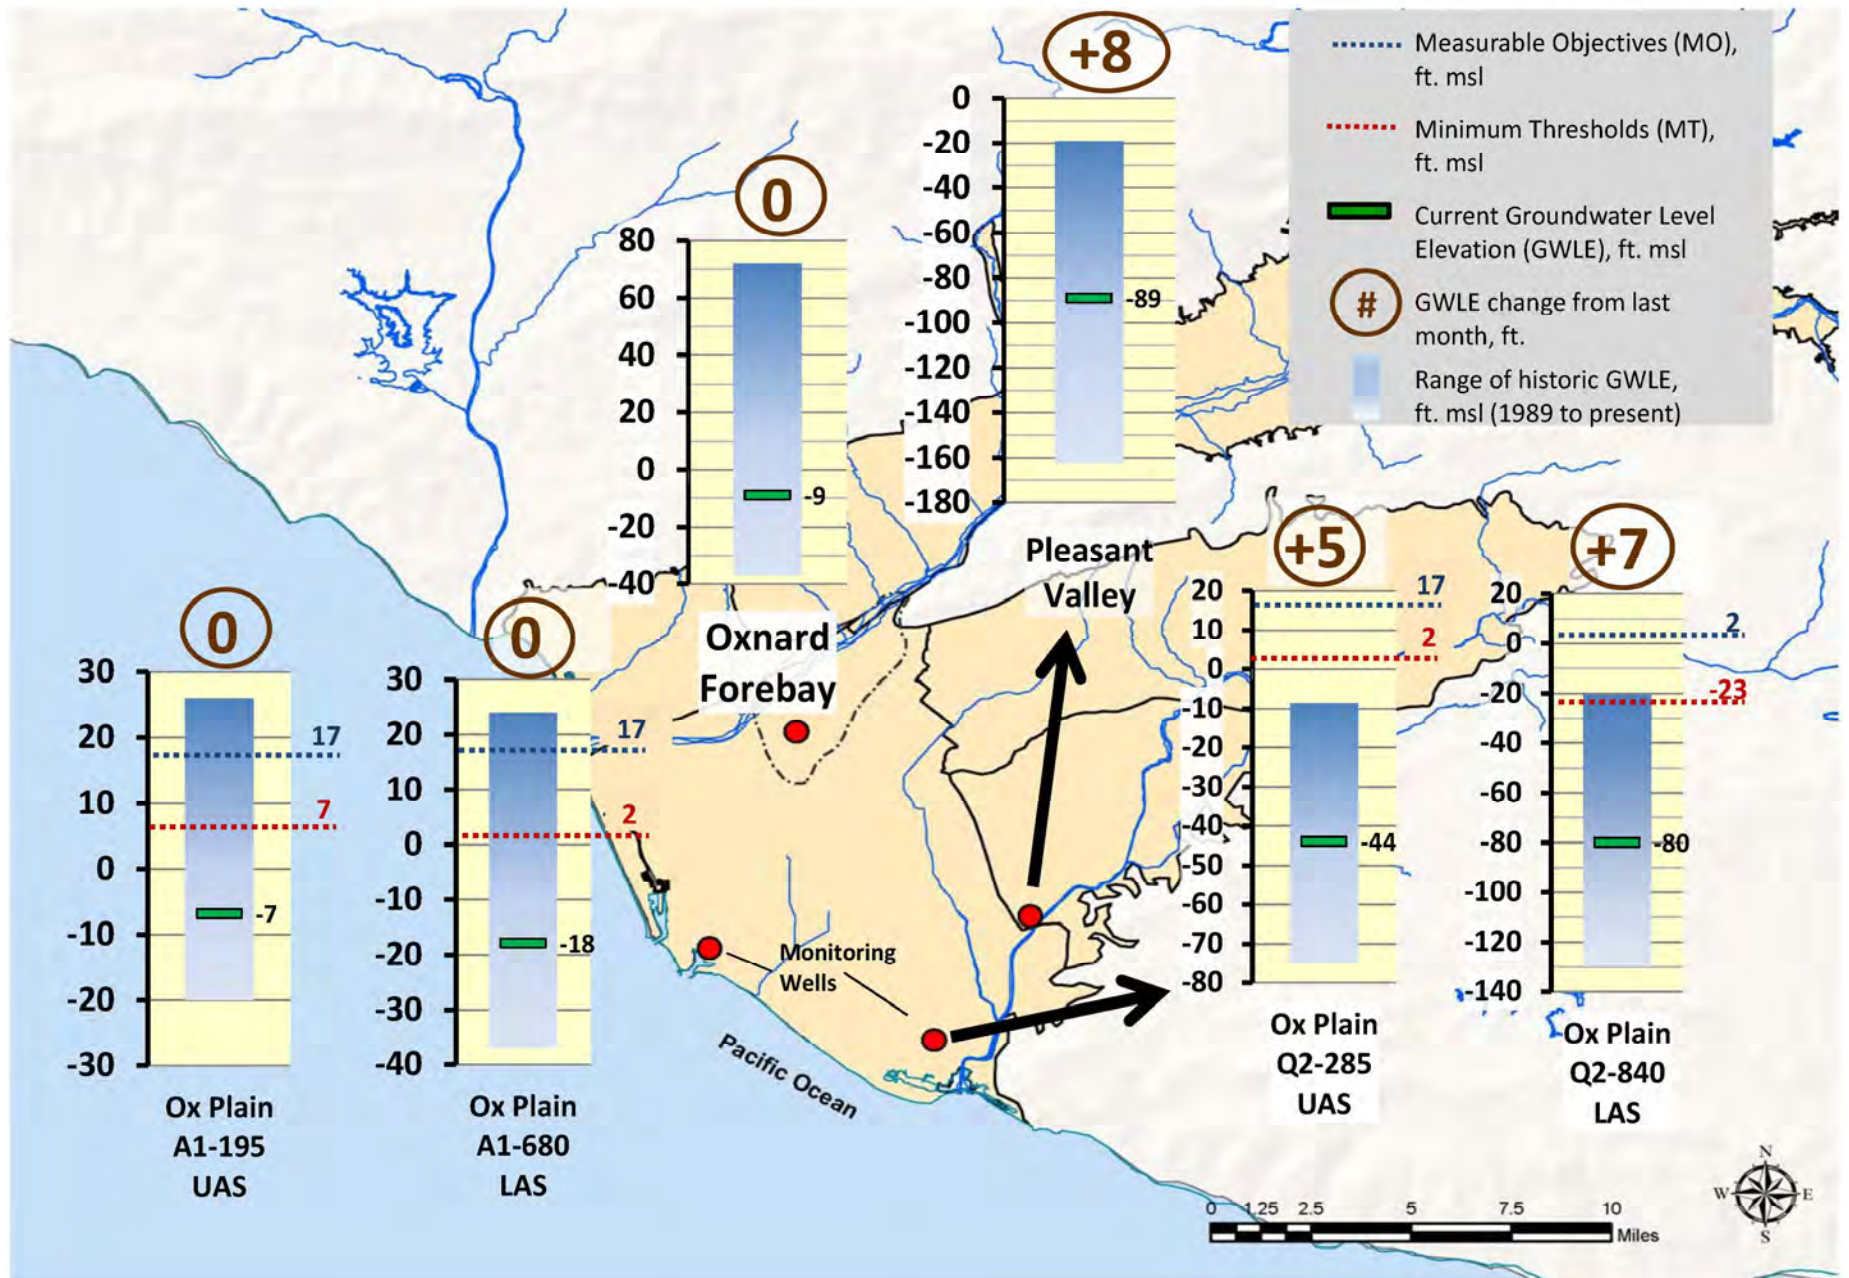 Measurable Objectives (MO),
ft. msl
Minimum Thresholds (MT),
ft. msl
Current Groundwater Level
Elevation (GWLE), ft. msl
#
GWLE change from last
month, ft.
Range of historic GWLE,
ft. msl (1989 to present)
+8
0
-20
-40
-60
-80
-100
-120
-140
-160
-180
-89
Pleasant
Valley
0
80
60
40
20
0
-20
-40
-9
Oxnard
Forebay
0
30
20
10
0
-10
-20
-30
17
7
-7
Ox Plain
A1-195
UAS
0
30
20
10
0
-10
-20
-30
-40
17
2
-18
Ox Plain
A1-680
LAS
+5
20
10
0
-10
-20
-30
-40
-50
-60
-70
-80
17
2
-44
Ox Plain
Q2-285
UAS
+7
20
0
-20
-40
-60
-80
-100
-120
-140
2
-23
-80
Ox Plain
Q2-840
LAS
Monitoring
Wells
Pacific Ocean
N
W
E
S
0 1.25 2.5 5 7.5 10
Miles